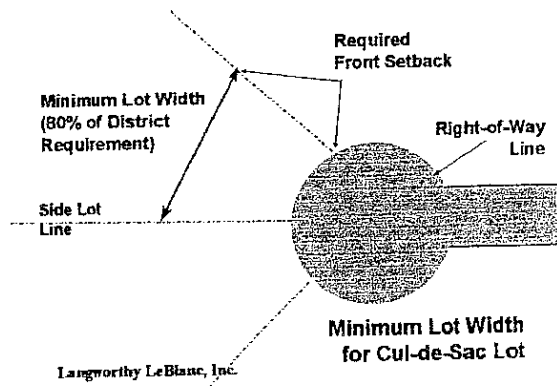 Required
Front Setback
Minimum Lot Width
(80% of District
Requirement)
Right-of-Way
Line
Side Lot
Line
Minimum Lot Width
for Cul-de-Sac Lot
Langworthy LeBlanc, Inc.